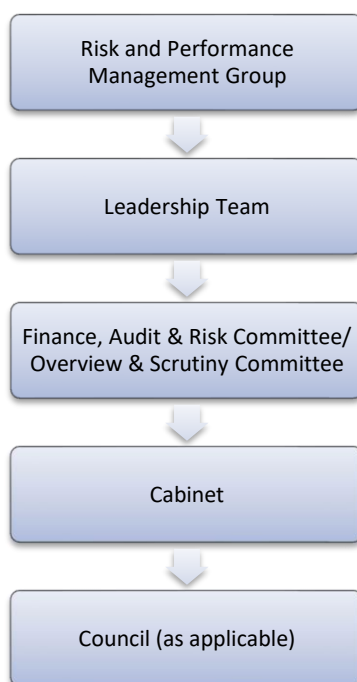 Risk and Performance
Management Group
Leadership Team
Finance, Audit & Risk Committee/
Overview & Scrutiny Committee
Cabinet
Council (as applicable)